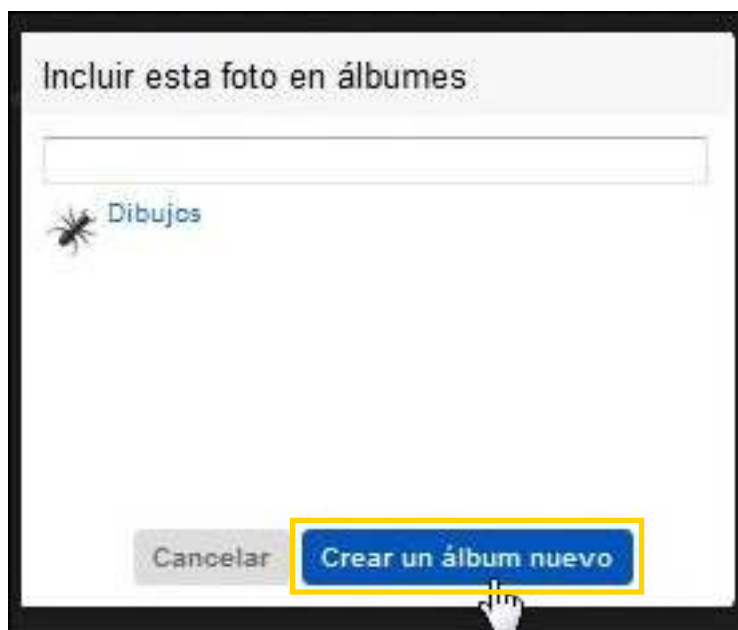 Incluir esta foto en álbumes
Dibujos
Cancelar
Crear un álbum nuevo